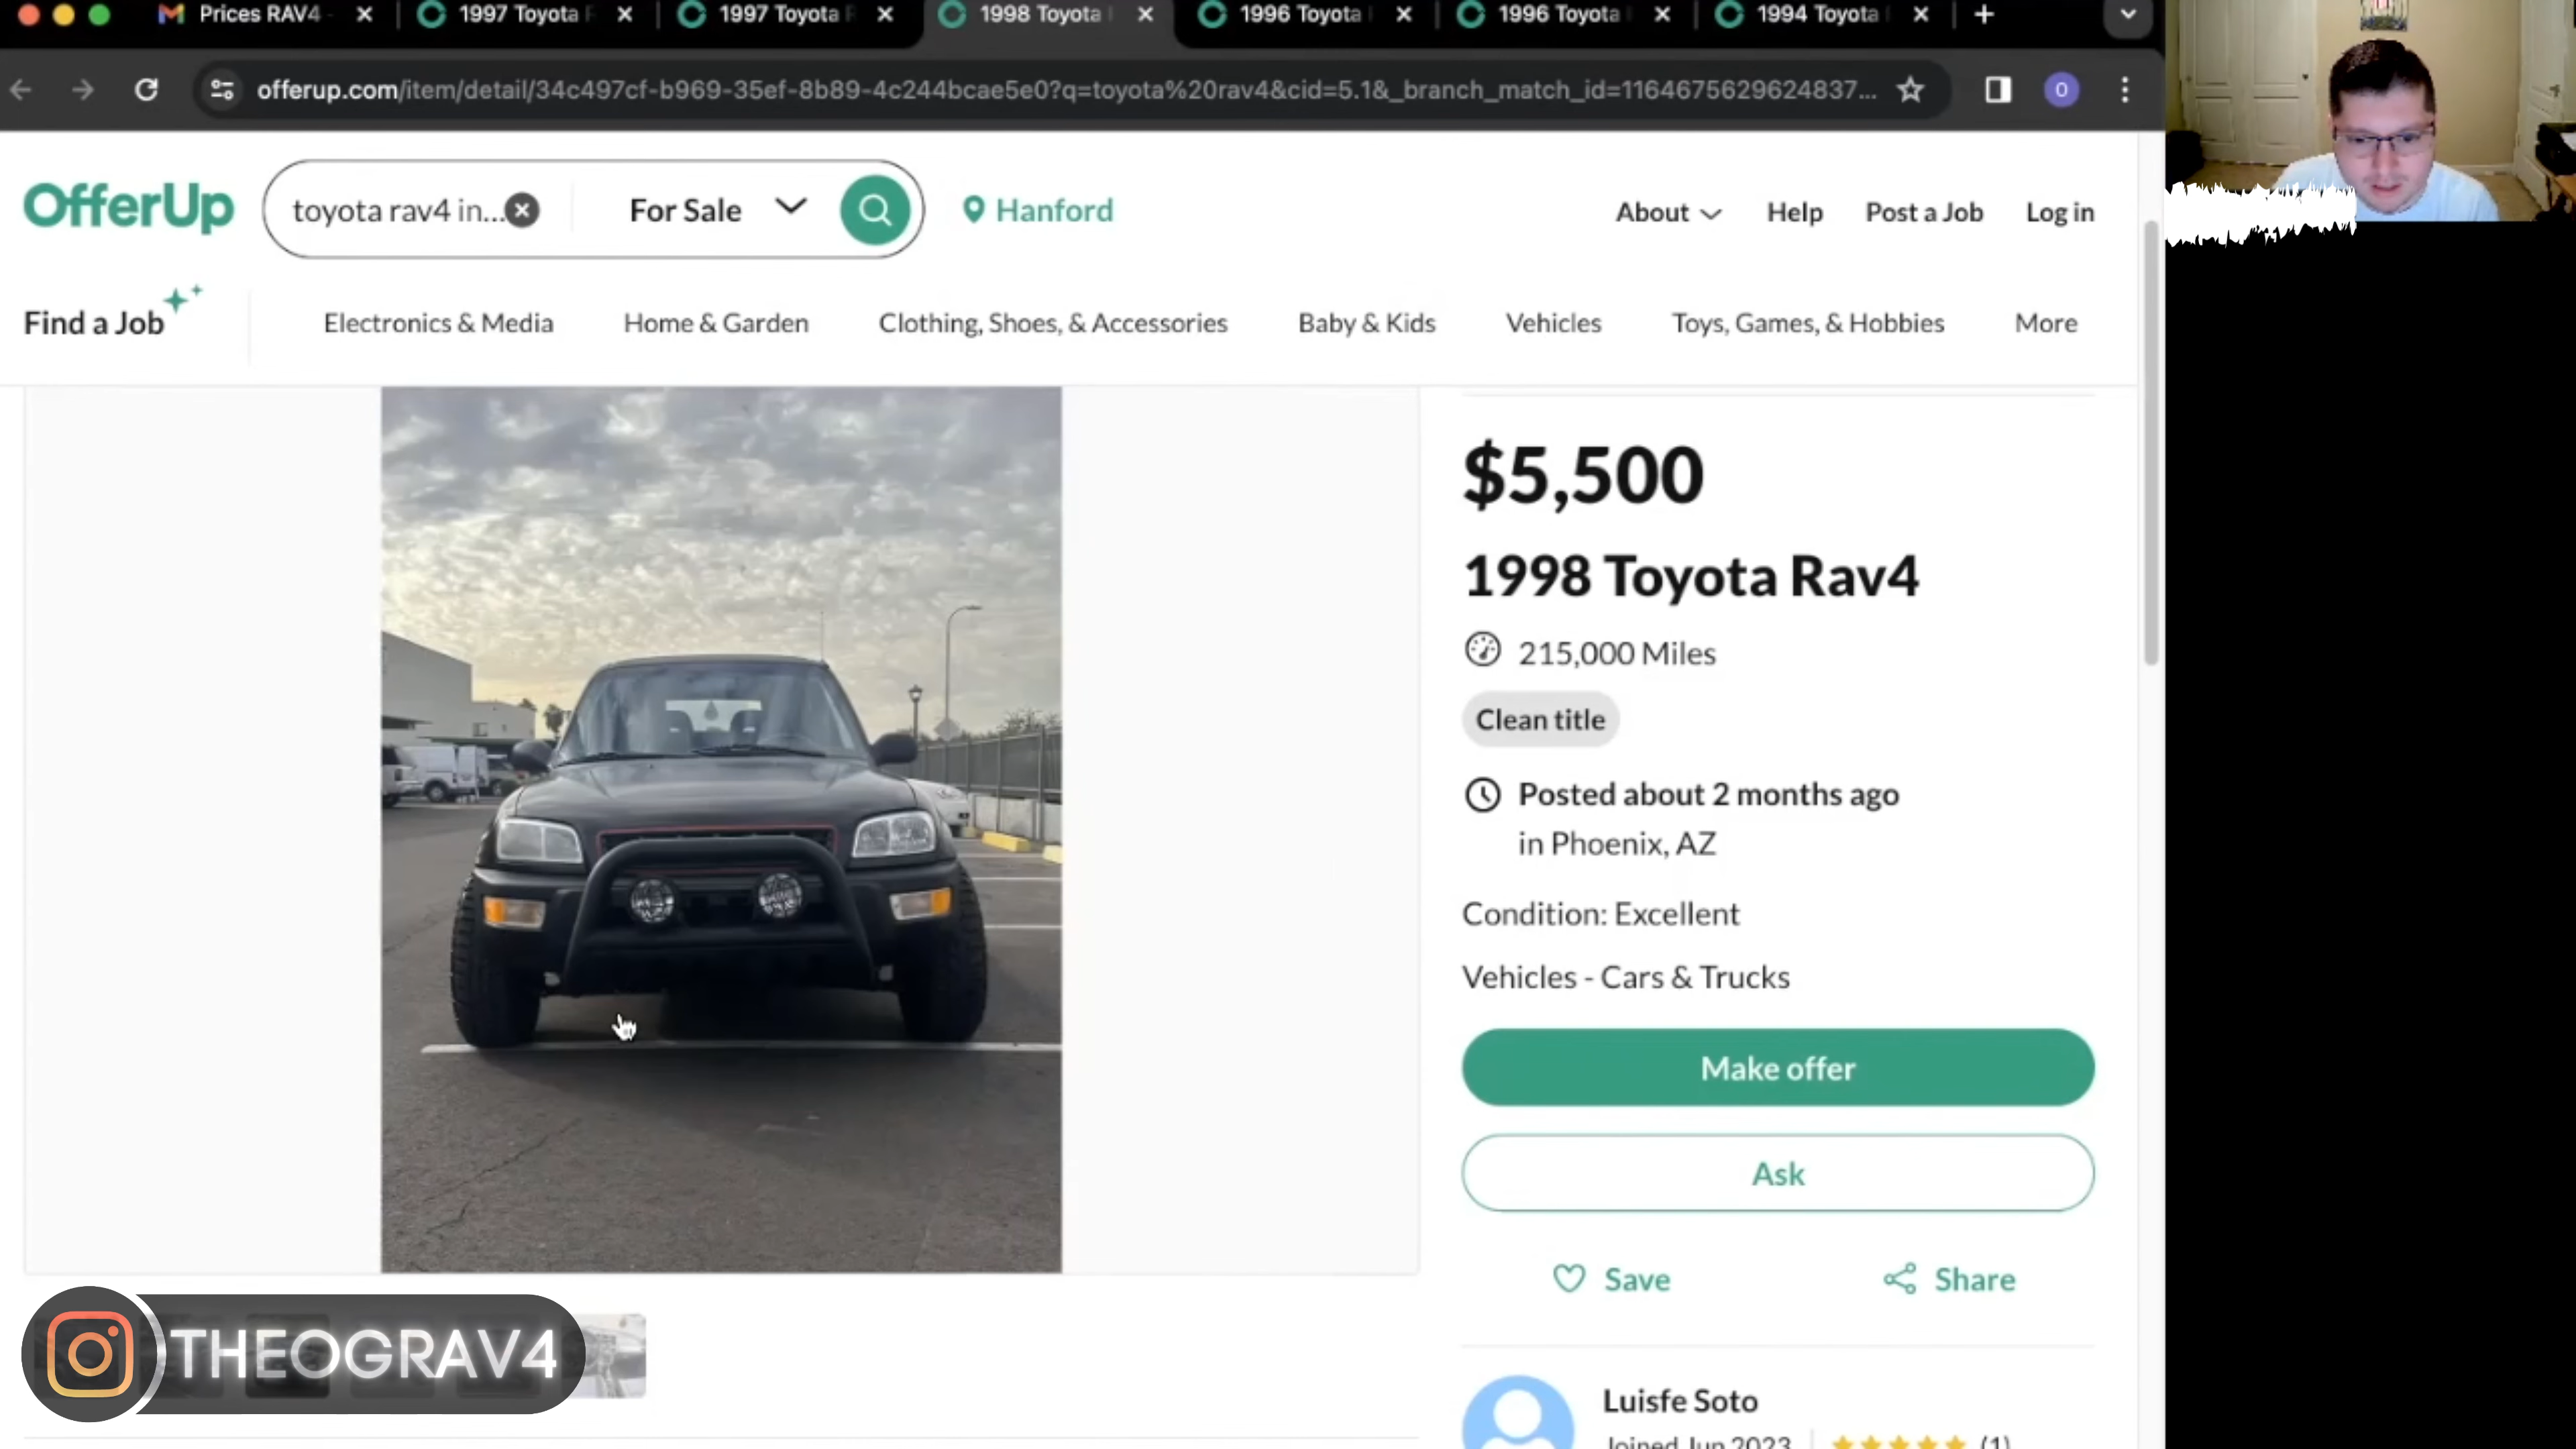 Prices RAV4
1997 Toyota
1997 Toyota
1998 Toyota
1996 Toyota
1996 Toyota
1994 Toyota
offerup.com/item/detail/34c497cf-b969-35ef-8b89-4c244bcae5e0?q=toyota%20rav4&cid=5.1&_branch_match_id=1164675629624837...
O
OfferUp
toyota rav4 in...
For Sale
Hanford
About
Help
Post a Job
Log in
Find a Job
Electronics & Media
Home & Garden
Clothing, Shoes, & Accessories
Baby & Kids
Vehicles
Toys, Games, & Hobbies
More
$5,500
1998 Toyota Rav4
215,000 Miles
Clean title
Posted about 2 months ago
in Phoenix, AZ
Condition: Excellent
Vehicles - Cars & Trucks
Make offer
Ask
Save
Share
Luisfe Soto
Joined Jun 2023
(1)
THEOGRAV4